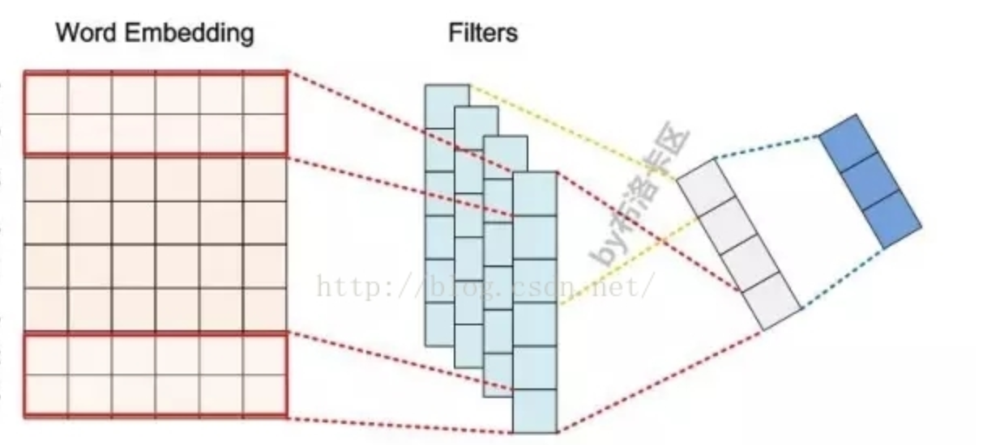 Word Embedding
Filters
by布洛卡区
http://blog.csdn.net/